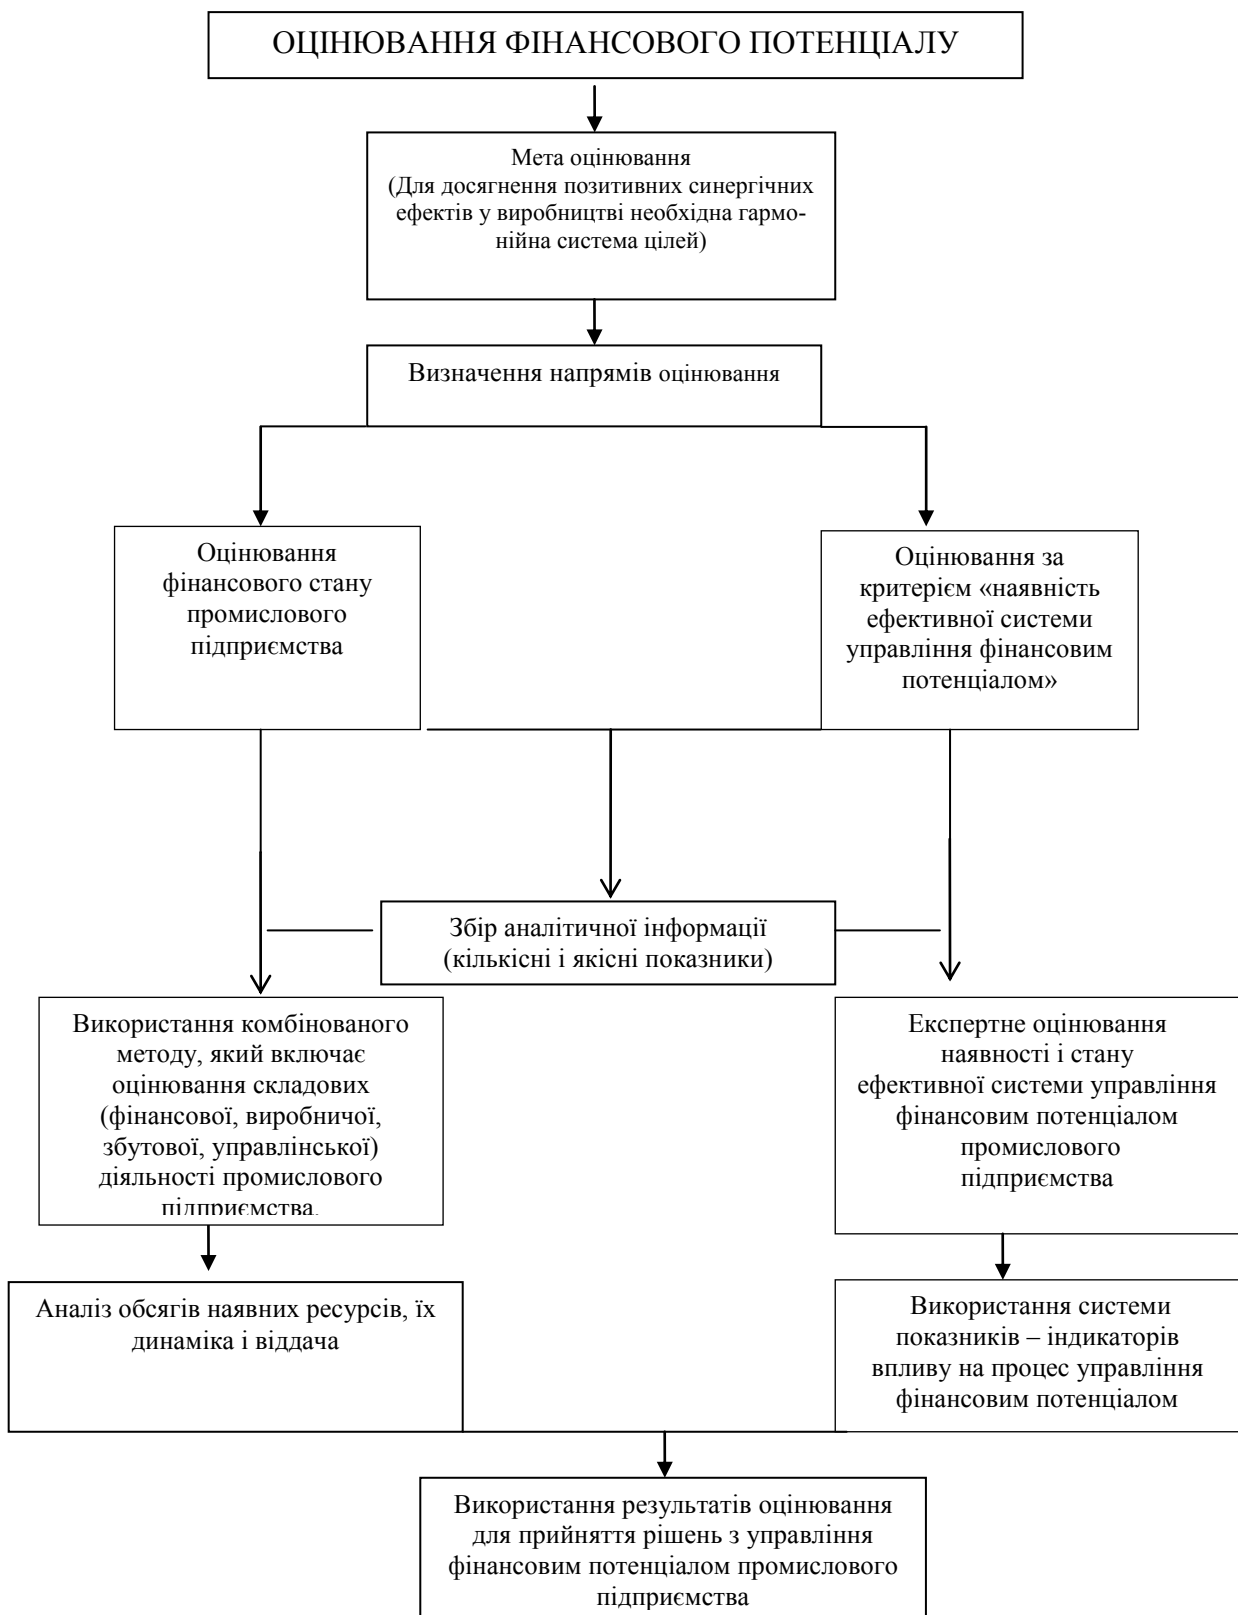 ОЦІНЮВАННЯ ФІНАНСОВОГО ПОТЕНЦІАЛУ
Мета оцінювання
(Для досягнення позитивних синергічних
ефектів у виробництві необхідна гармо-
нійна система цілей)
Визначення напрямів оцінювання
Оцінювання
фінансового стану
промислового
підприємства
Оцінювання за
критерієм «наявність
ефективної системи
управління фінансовим
потенціалом»
Збір аналітичної інформації
(кількісні і якісні показники)
Використання комбінованого
методу, який включає
оцінювання складових
(фінансової, виробничої,
збутової, управлінської)
діяльності промислового
підприємства.
Експертне оцінювання
наявності і стану
ефективної системи управління
фінансовим потенціалом
промислового
підприємства
Аналіз обсягів наявних ресурсів, їх
динаміка і віддача
Використання системи
показників – індикаторів
впливу на процес управління
фінансовим потенціалом
Використання результатів оцінювання
для прийняття рішень з управління
фінансовим потенціалом промислового
підприємства